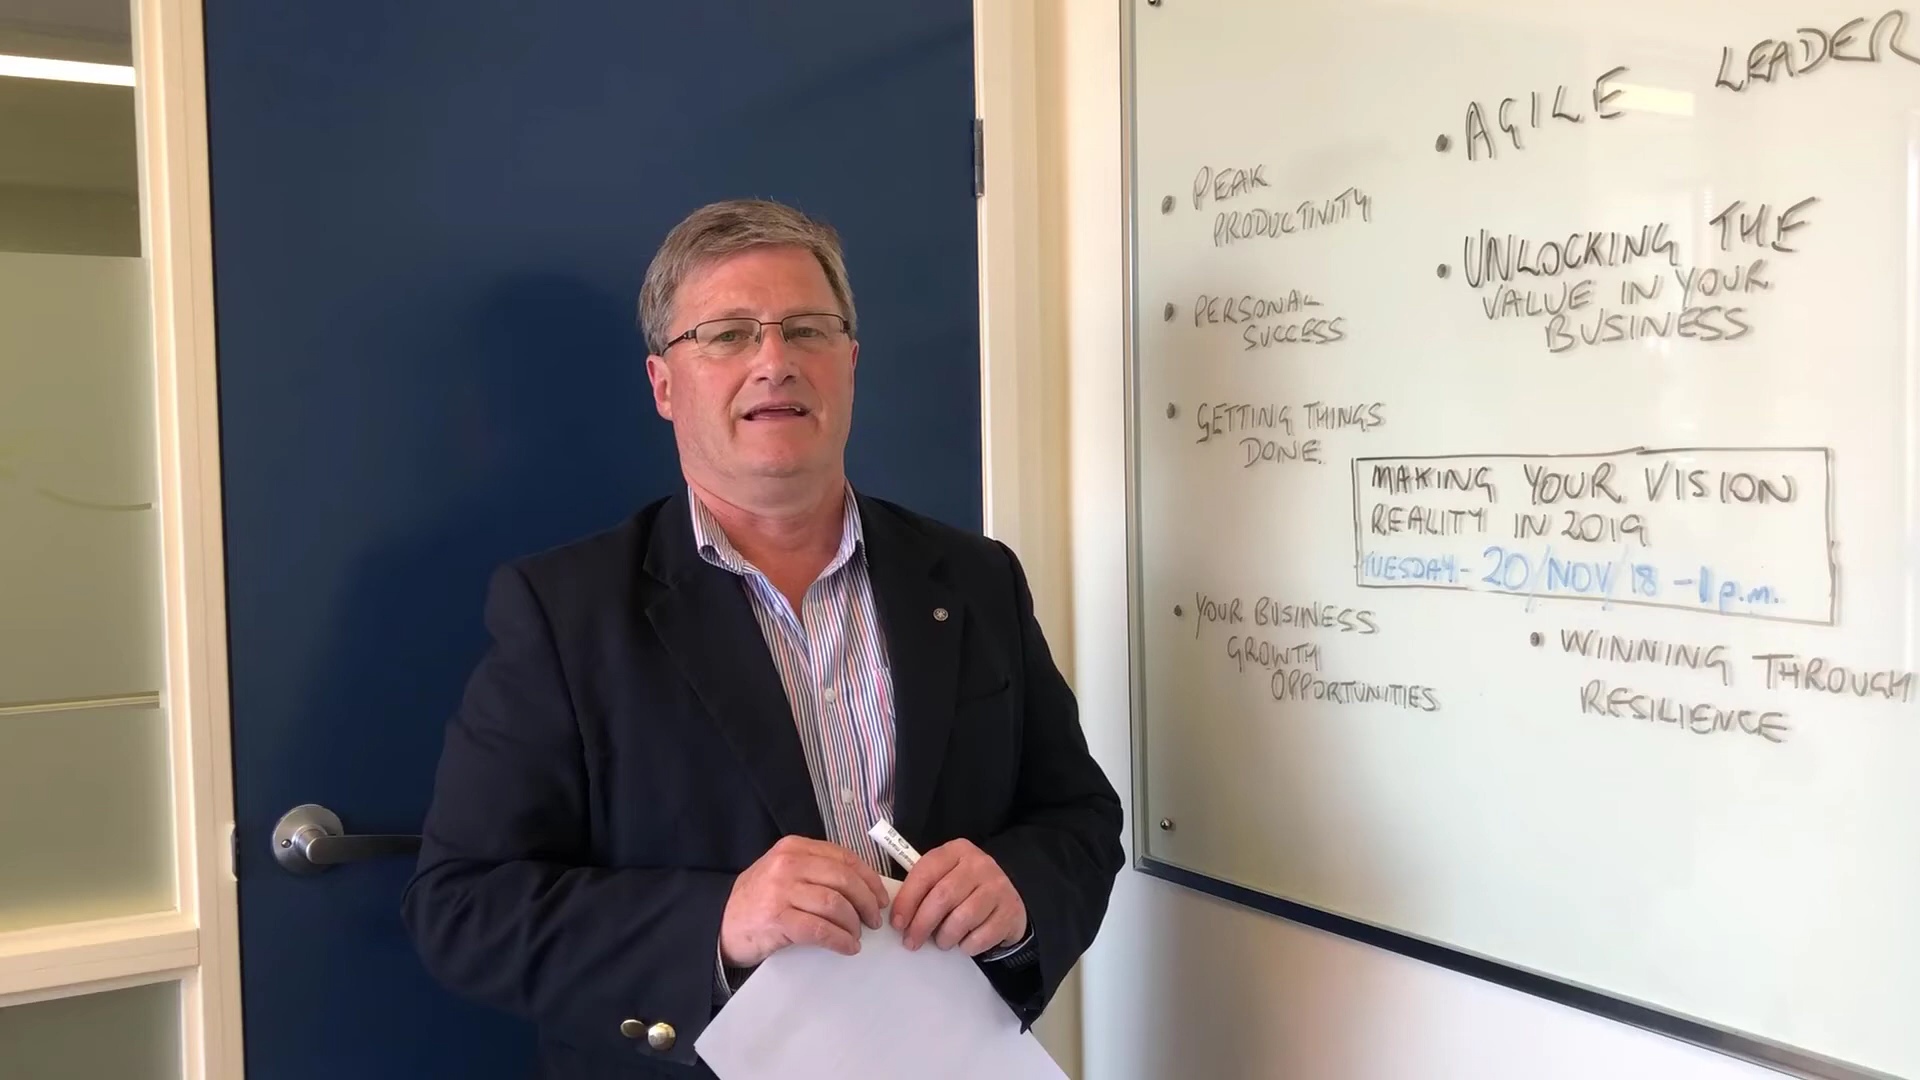 • PEAK
PRODUCTIVITY
• PERSONAL
SUCCESS
• GETTING THINGS
DONE.
• YOUR BUSINESS
GROWTH
OPPORTUNITIES
• AGILE LEADER
• UNLOCKING THE
VALUE IN YOUR
BUSINESS
MAKING YOUR VISION
REALITY IN 2019
TUESDAY - 20/NOV/18 - 1 p.m.
• WINNING THROUGH
RESILIENCE